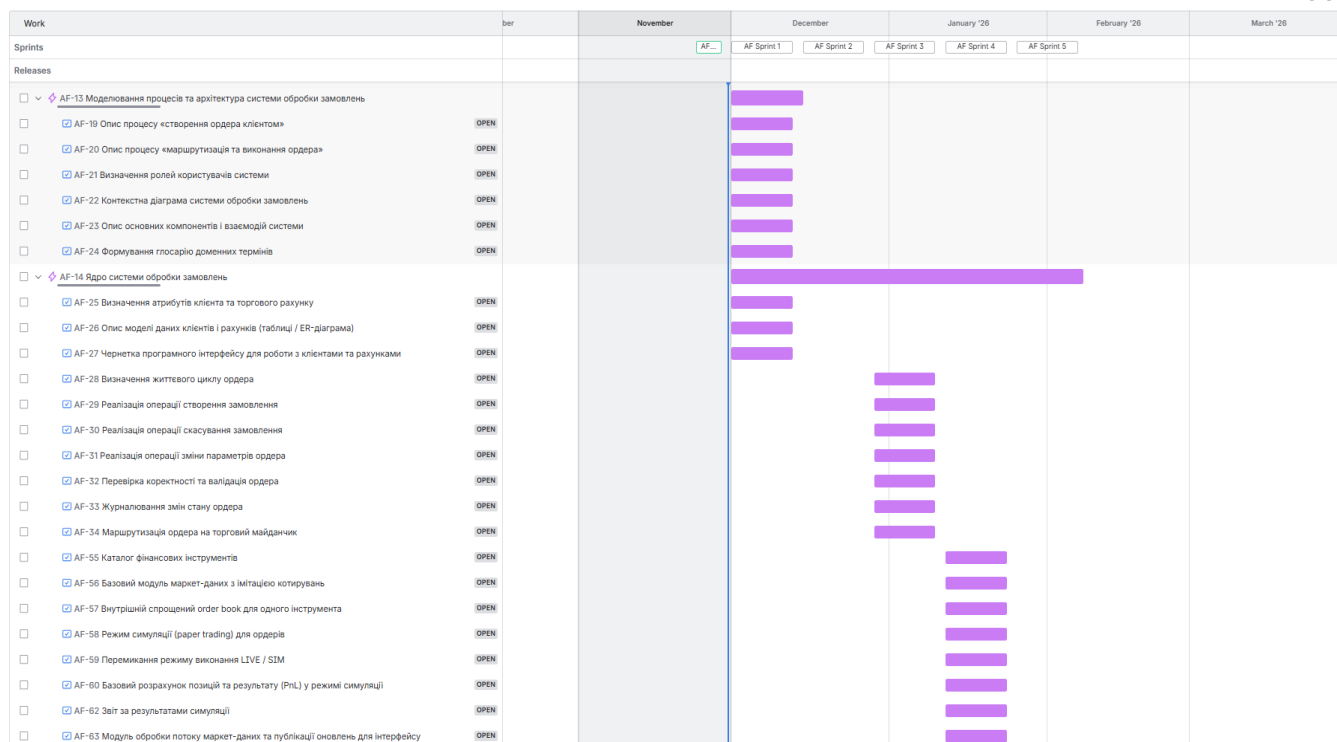 Work ber November December January '26 February '26 March '26
Sprints AF... AF Sprint 1 AF Sprint 2 AF Sprint 3 AF Sprint 4 AF Sprint 5
Releases
AF-13 Моделювання процесів та архітектура системи обробки замовлень
AF-19 Опис процесу «створення ордера клієнтом» OPEN
AF-20 Опис процесу «маршрутизація та виконання ордера» OPEN
AF-21 Визначення ролей користувачів системи OPEN
AF-22 Контекстна діаграма системи обробки замовлень OPEN
AF-23 Опис основних компонентів і взаємодій системи OPEN
AF-24 Формування глосарію доменних термінів OPEN
AF-14 Ядро системи обробки замовлень
AF-25 Визначення атрибутів клієнта та торгового рахунку OPEN
AF-26 Опис моделі даних клієнтів і рахунків (таблиці / ER-діаграма) OPEN
AF-27 Чернетка програмного інтерфейсу для роботи з клієнтами та рахунками OPEN
AF-28 Визначення життєвого циклу ордера OPEN
AF-29 Реалізація операції створення замовлення OPEN
AF-30 Реалізація операції скасування замовлення OPEN
AF-31 Реалізація операції зміни параметрів ордера OPEN
AF-32 Перевірка коректності та валідація ордера OPEN
AF-33 Журналювання змін стану ордера OPEN
AF-34 Маршрутизація ордера на торговий майданчик OPEN
AF-55 Каталог фінансових інструментів OPEN
AF-56 Базовий модуль маркет-даних з імітацією котирувань OPEN
AF-57 Внутрішній спрощений order book для одного інструмента OPEN
AF-58 Режим симуляції (paper trading) для ордерів OPEN
AF-59 Перемикання режиму виконання LIVE / SIM OPEN
AF-60 Базовий розрахунок позицій та результату (PnL) у режимі симуляції OPEN
AF-62 Звіт за результатами симуляції OPEN
AF-63 Модуль обробки потоку маркет-даних та публікації оновлень для інтерфейсу OPEN